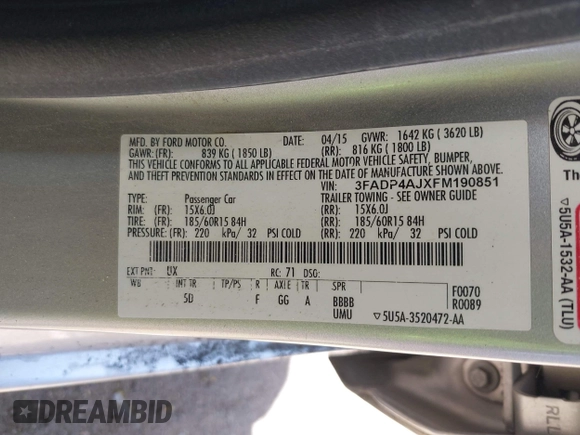 MFD. BY FORD MOTOR CO. DATE: 04/15 GVWR: 1642 KG ( 3620 LB)
GAWR: (FR): 839 KG ( 1850 LB) (RR): 816 KG ( 1800 LB)
THIS VEHICLE CONFORMS TO ALL APPLICABLE FEDERAL MOTOR VEHICLE SAFETY, BUMPER,
AND THEFT PREVENTION STANDARDS IN EFFECT ON THE DATE OF MANUFACTURE SHOWN ABOVE.
VIN: 3FADP4AJXFM190851
TYPE: Passenger Car TRAILER TOWING - SEE OWNER GUIDE
RIM: (FR): 15X6.0J (RR): 15X6.0J
TIRE: (FR): 185/60R15 84H (RR): 185/60R15 84H
PRESSURE: (FR): 220 kPa/ 32 PSI COLD (RR): 220 kPa/ 32 PSI COLD
EXT PNT: UX RC: 71 DSG:
WB INT TR TP/PS R AXLE TR SPR F0070
5D F GG A BBBB R0089
UMU ▽5U5A-3520472-AA
Th
▽5U5A-1532-AA (TLU)
RLL
DREAMBID